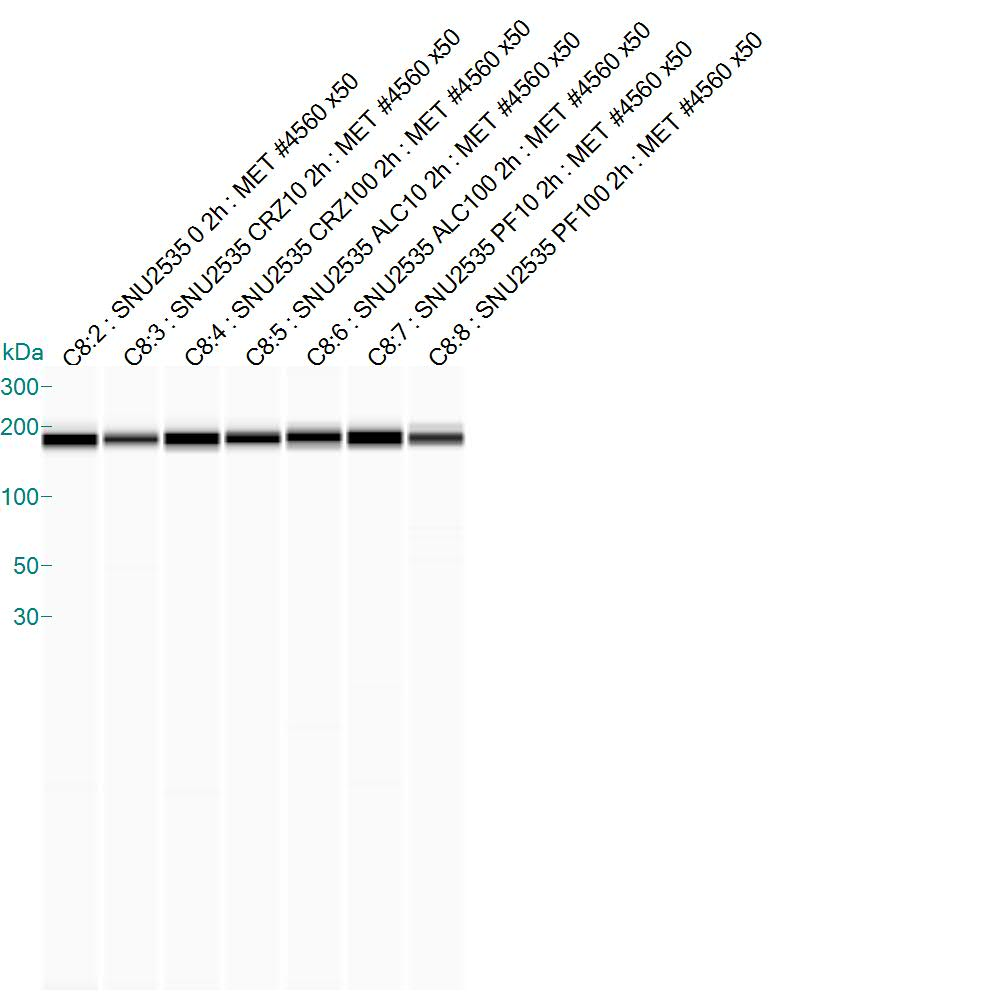 C8:2 : SNU2535 0 2h : MET #4560 x50
C8:3 : SNU2535 CRZ10 2h : MET #4560 x50
C8:4 : SNU2535 CRZ100 2h : MET #4560 x50
C8:5 : SNU2535 ALC10 2h : MET #4560 x50
C8:6 : SNU2535 ALC100 2h : MET #4560 x50
C8:7 : SNU2535 PF10 2h : MET #4560 x50
C8:8 : SNU2535 PF100 2h : MET #4560 x50
kDa
300
200
100
50
30